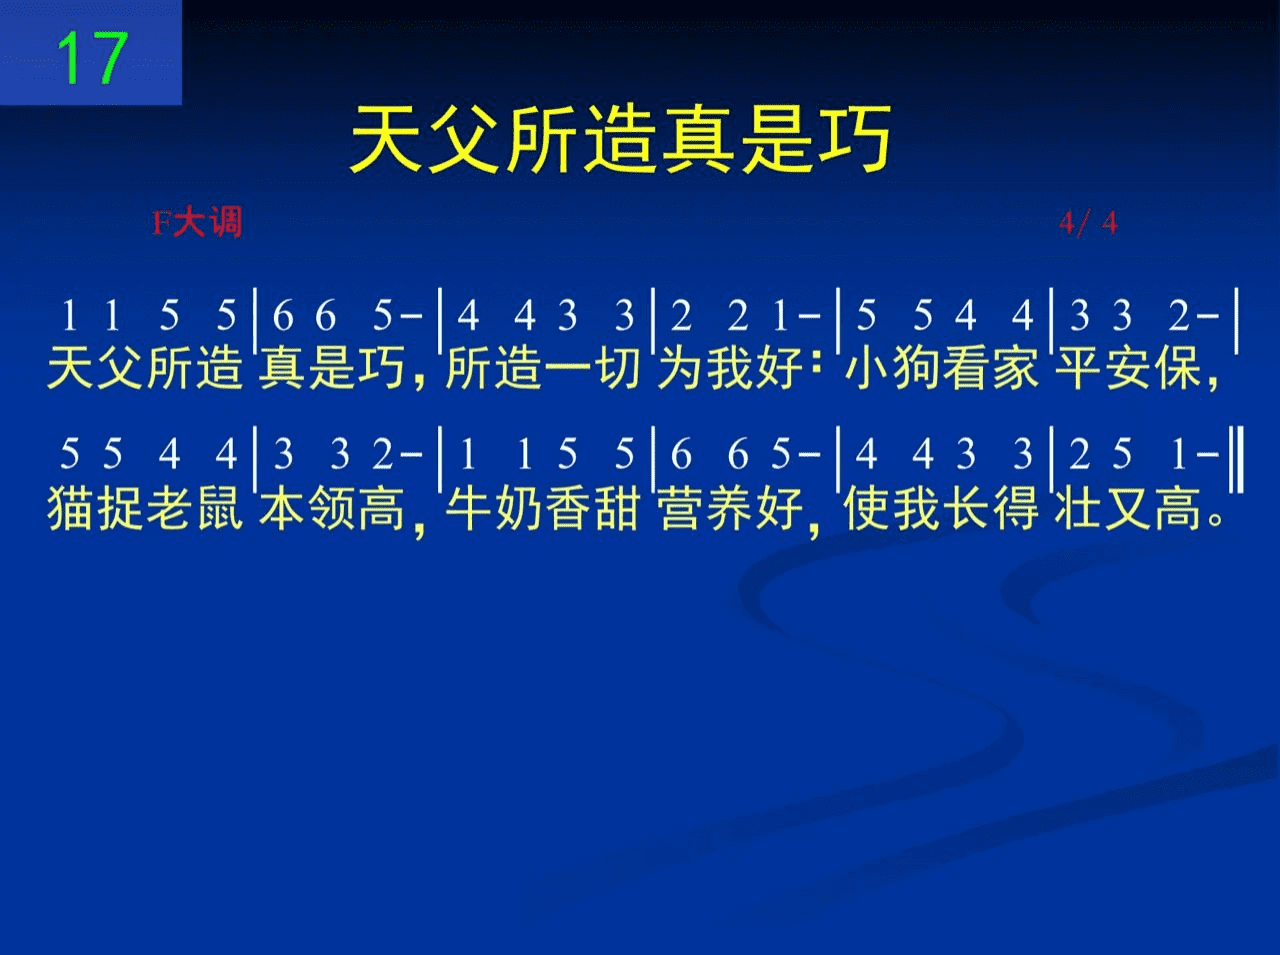 17
天父所造真是巧
F大调 4/ 4
1 1 5 5|6 6 5-|4 4 3 3|2 2 1-|5 5 4 4|3 3 2-|
天父所造 真是巧，所造一切 为我好：小狗看家 平安保，
5 5 4 4|3 3 2-|1 1 5 5|6 6 5-|4 4 3 3|2 5 1-‖
猫捉老鼠 本领高，牛奶香甜 营养好，使我长得 壮又高。